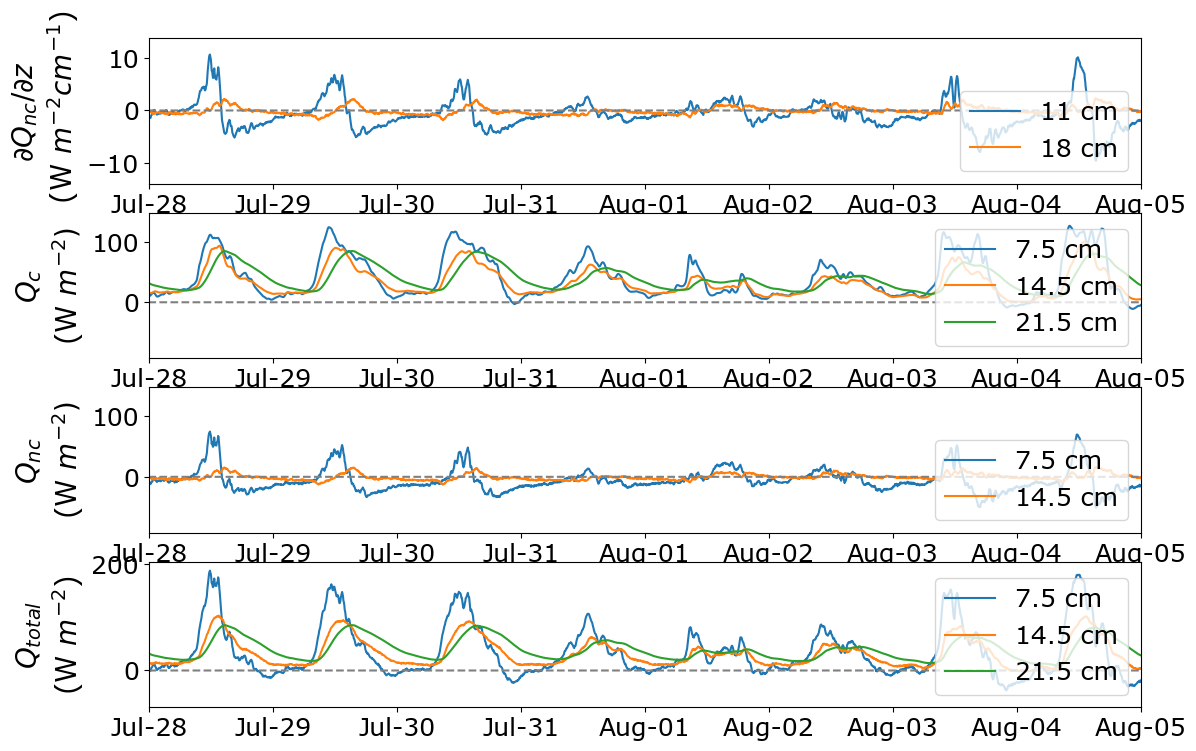 ∂Q_nc/∂z
(W m⁻²cm⁻¹)
10
0
−10
11 cm
18 cm
Jul-28 Jul-29 Jul-30 Jul-31 Aug-01 Aug-02 Aug-03 Aug-04 Aug-05
Q_c
(W m⁻²)
100
0
7.5 cm
14.5 cm
21.5 cm
Jul-28 Jul-29 Jul-30 Jul-31 Aug-01 Aug-02 Aug-03 Aug-04 Aug-05
Q_nc
(W m⁻²)
100
0
7.5 cm
14.5 cm
Jul-28 Jul-29 Jul-30 Jul-31 Aug-01 Aug-02 Aug-03 Aug-04 Aug-05
Q_total
(W m⁻²)
200
0
7.5 cm
14.5 cm
21.5 cm
Jul-28 Jul-29 Jul-30 Jul-31 Aug-01 Aug-02 Aug-03 Aug-04 Aug-05